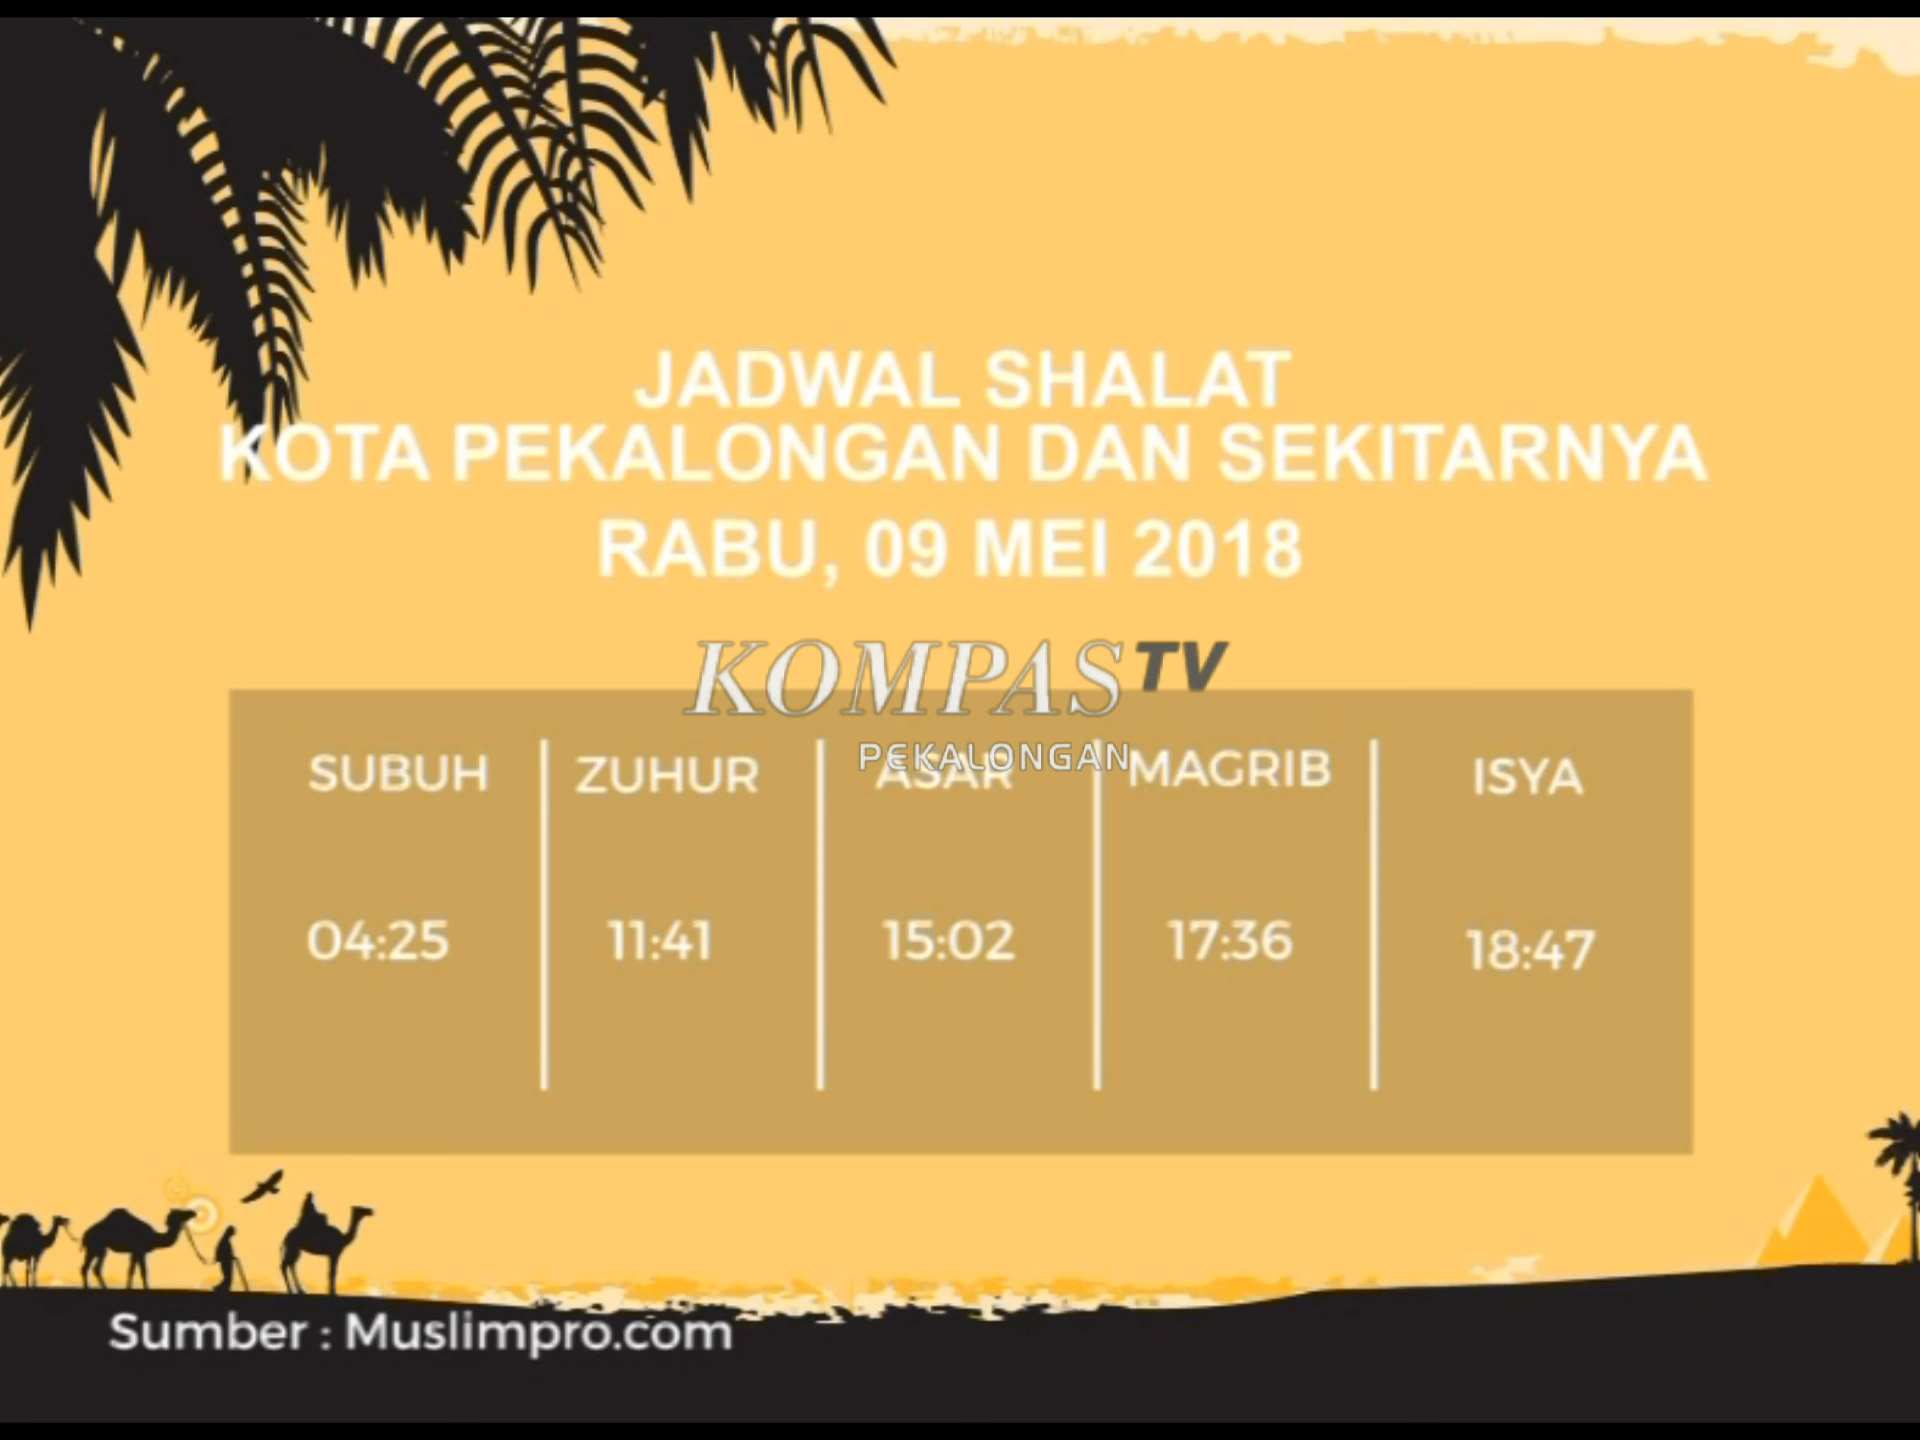 JADWAL SHALAT
KOTA PEKALONGAN DAN SEKITARNYA
RABU, 09 MEI 2018
KOMPAS TV
PEKALONGAN
SUBUH ZUHUR ASAR MAGRIB ISYA
04:25 11:41 15:02 17:36 18:47
Sumber : Muslimpro.com